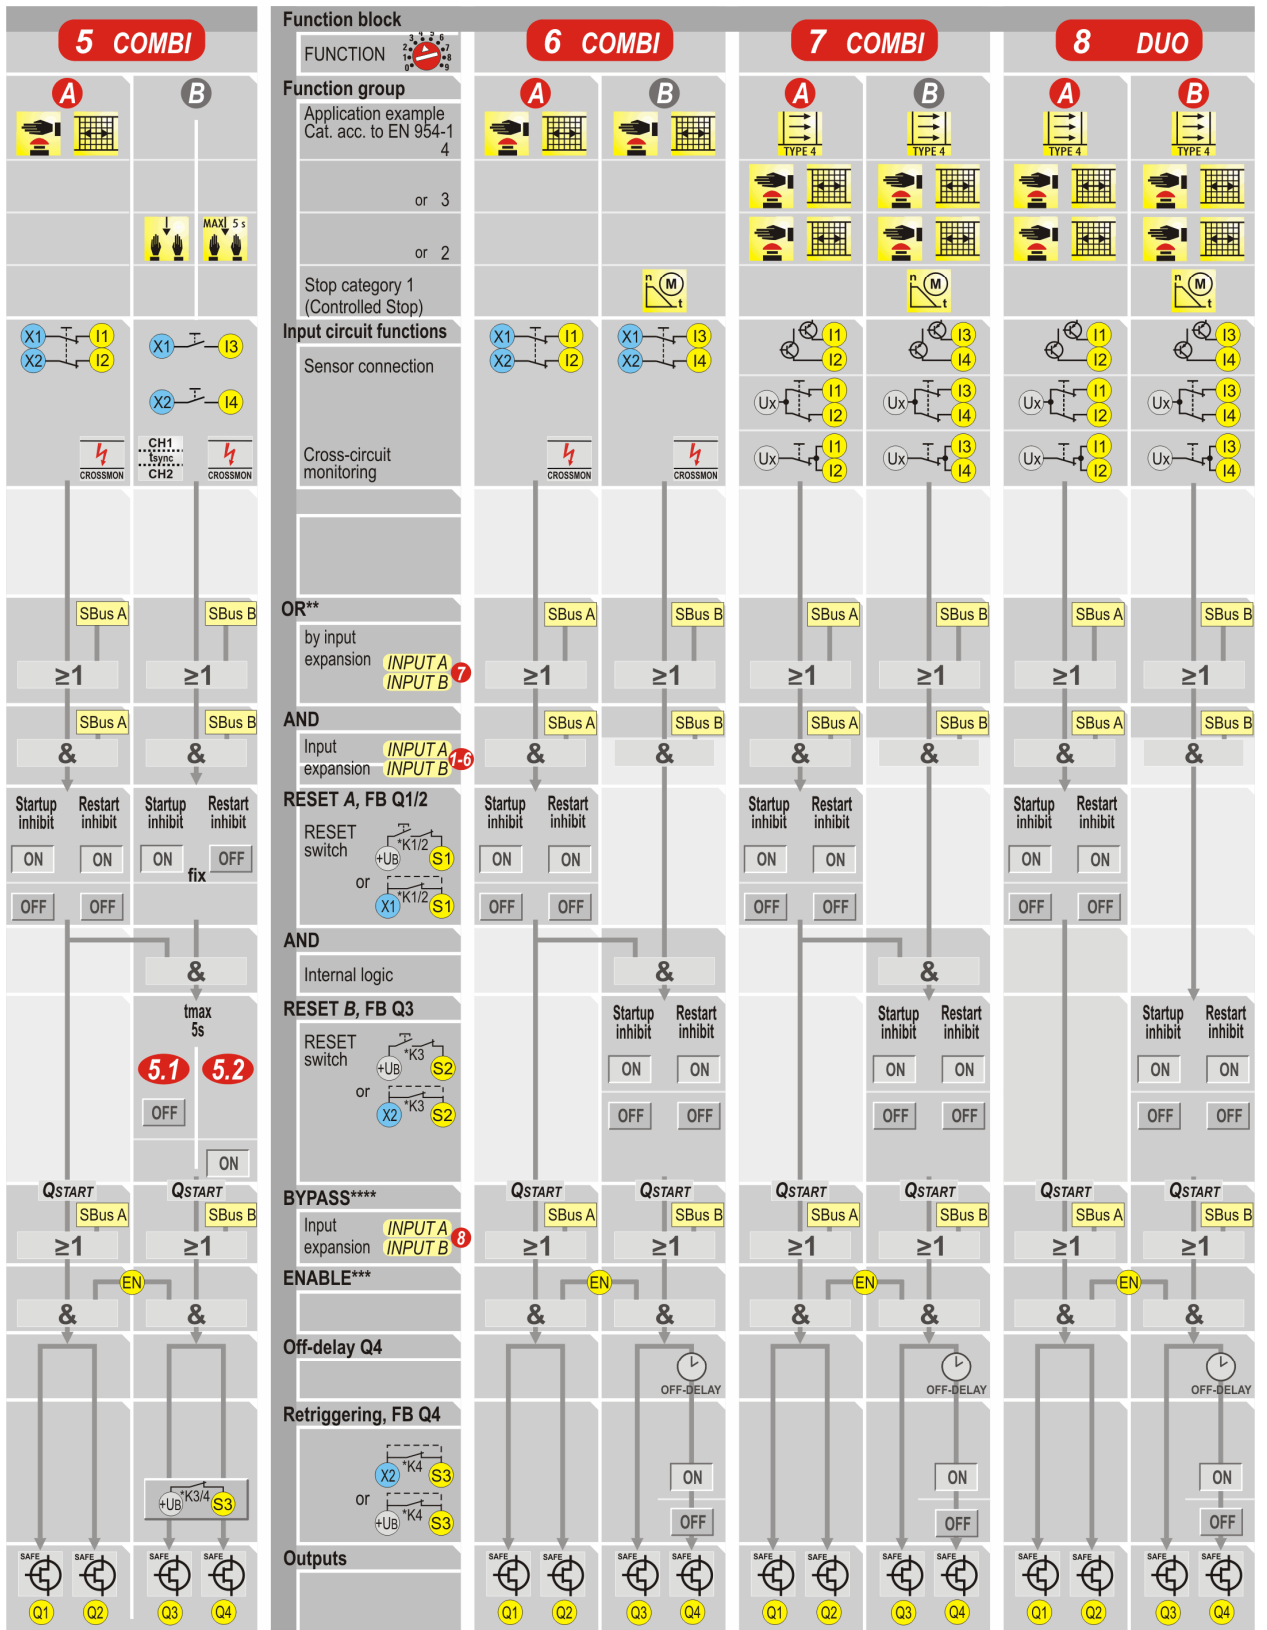 Function block
5 COMBI
FUNCTION
0 1 2 3 4 5 6 7 8 9
6 COMBI
7 COMBI
8 DUO
Function group
A B
A B
A B
A B
Application example
Cat. acc. to EN 954-1
4
TYPE 4 TYPE 4 TYPE 4 TYPE 4
or 3
MAX 5 s
or 2
Stop category 1
(Controlled Stop)
n M t
n M t
n M t
Input circuit functions
Sensor connection
X1 I1
X2 I2
X1 I3
X2 I4
X1 I1
X2 I2
X1 I3
X2 I4
I1
I2
I3
I4
I1
I2
I3
I4
Ux I1
I2
Ux I3
I4
Ux I1
I2
Ux I3
I4
Ux I1
I2
Ux I3
I4
Ux I1
I2
Ux I3
I4
Cross-circuit
monitoring
CROSSMON
CH1
tsync
CH2
CROSSMON
CROSSMON
CROSSMON
OR**
by input
expansion
INPUT A
INPUT B
7
SBus A SBus B SBus A SBus B SBus A SBus B SBus A SBus B
≥1 ≥1 ≥1 ≥1 ≥1 ≥1 ≥1 ≥1
AND
Input
expansion
INPUT A
INPUT B
1-6
SBus A SBus B SBus A SBus B SBus A SBus B SBus A SBus B
& & & & & & & &
RESET A, FB Q1/2
RESET
switch
*K1/2
+UB S1
or
*K1/2
X1 S1
Startup inhibit Restart inhibit
ON ON
OFF OFF
Startup inhibit Restart inhibit
ON OFF
fix
Startup inhibit Restart inhibit
ON ON
OFF OFF
Startup inhibit Restart inhibit
ON ON
OFF OFF
Startup inhibit Restart inhibit
ON ON
OFF OFF
AND
Internal logic
& & &
RESET B, FB Q3
RESET
switch
*K3
+UB S2
or
*K3
X2 S2
tmax
5s
5.1 5.2
OFF
ON
Startup inhibit Restart inhibit
ON ON
OFF OFF
Startup inhibit Restart inhibit
ON ON
OFF OFF
Startup inhibit Restart inhibit
ON ON
OFF OFF
QSTART QSTART QSTART QSTART QSTART QSTART QSTART QSTART
BYPASS****
Input
expansion
INPUT A
INPUT B
8
SBus A SBus B SBus A SBus B SBus A SBus B SBus A SBus B
≥1 ≥1 ≥1 ≥1 ≥1 ≥1 ≥1 ≥1
ENABLE***
EN EN EN EN
& & & & & & & &
Off-delay Q4
OFF-DELAY OFF-DELAY OFF-DELAY
Retriggering, FB Q4
*K4
X2 S3
or
*K4
+UB S3
*K3/4
+UB S3
ON ON ON
OFF OFF OFF
Outputs
SAFE SAFE SAFE SAFE SAFE SAFE SAFE SAFE SAFE SAFE SAFE SAFE SAFE SAFE SAFE SAFE
Q1 Q2 Q3 Q4 Q1 Q2 Q3 Q4 Q1 Q2 Q3 Q4 Q1 Q2 Q3 Q4